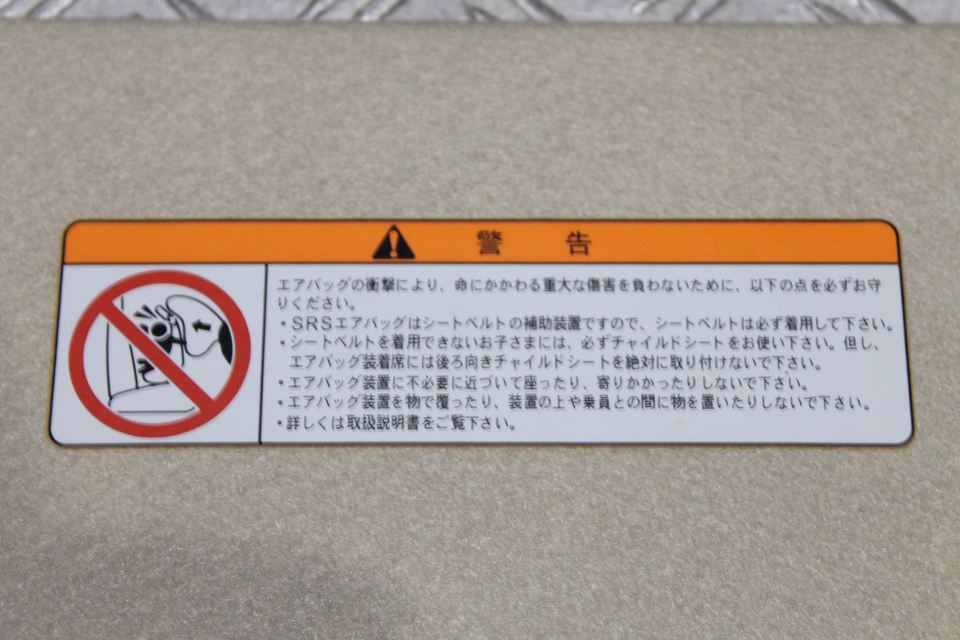 警 告
エアバッグの衝撃により、命にかかわる重大な傷害を負わないために、以下の点を必ずお守
りください。
・SRSエアバッグはシートベルトの補助装置ですので、シートベルトは必ず着用して下さい。
・シートベルトを着用できないお子さまには、必ずチャイルドシートをお使い下さい。但し、
エアバッグ装着席には後ろ向きチャイルドシートを絶対に取り付けないで下さい。
・エアバッグ装置に不必要に近づいて座ったり、寄りかかったりしないで下さい。
・エアバッグ装置を物で覆ったり、装置の上や乗員との間に物を置いたりしないで下さい。
・詳しくは取扱説明書をご覧下さい。